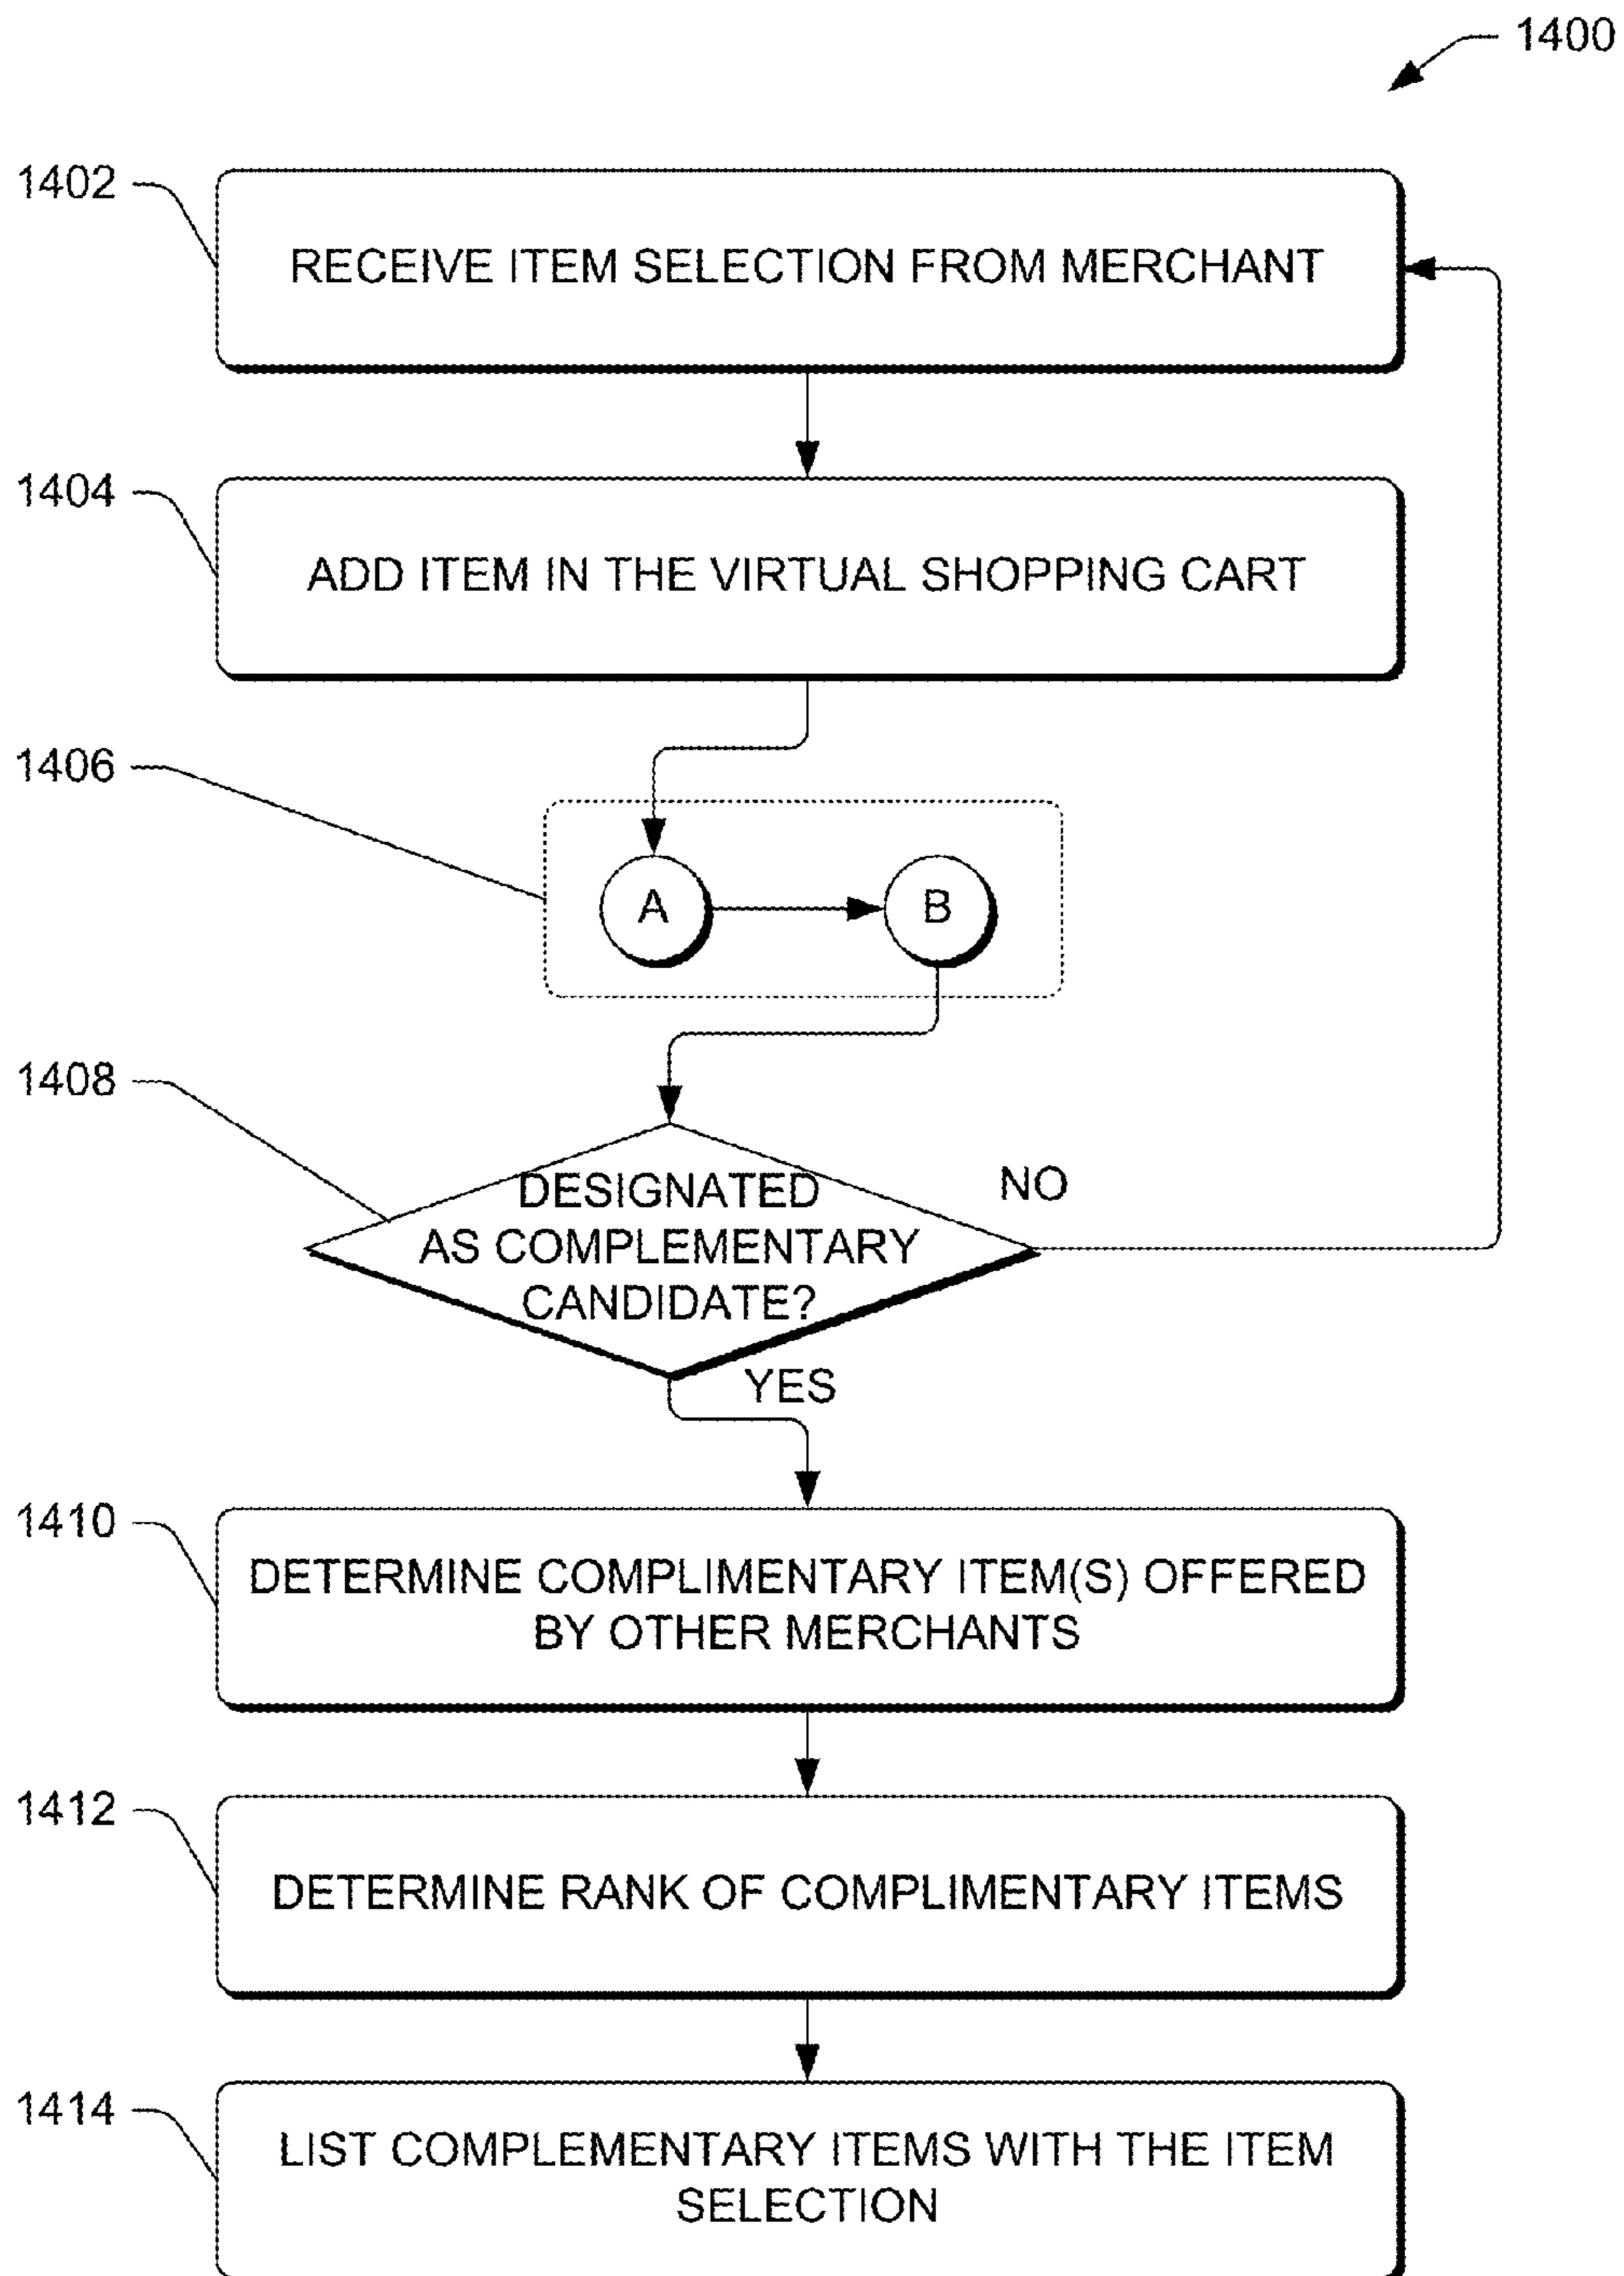 1400
1402
RECEIVE ITEM SELECTION FROM MERCHANT
1404
ADD ITEM IN THE VIRTUAL SHOPPING CART
1406
A
B
1408
DESIGNATED
AS COMPLEMENTARY
CANDIDATE?
NO
YES
1410
DETERMINE COMPLIMENTARY ITEM(S) OFFERED
BY OTHER MERCHANTS
1412
DETERMINE RANK OF COMPLIMENTARY ITEMS
1414
LIST COMPLEMENTARY ITEMS WITH THE ITEM
SELECTION